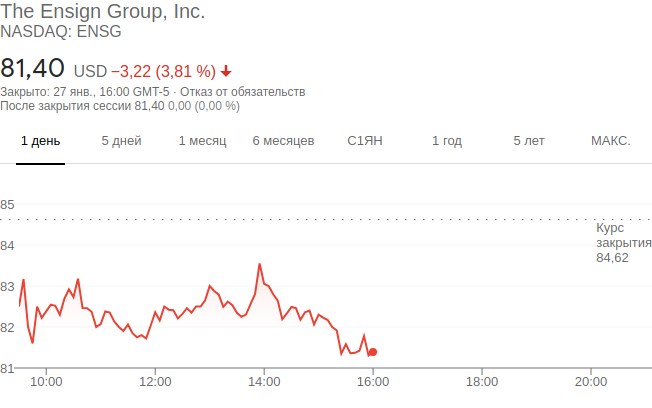 The Ensign Group, Inc.
NASDAQ: ENSG
81,40 USD −3,22 (3,81 %)
Закрыто: 27 янв., 16:00 GMT-5 · Отказ от обязательств
После закрытия сессии 81,40 0,00 (0,00 %)
1 день 5 дней 1 месяц 6 месяцев С1ЯН 1 год 5 лет МАКС.
85
Курс
закрытия
84,62
84
83
82
81
10:00 12:00 14:00 16:00 18:00 20:00